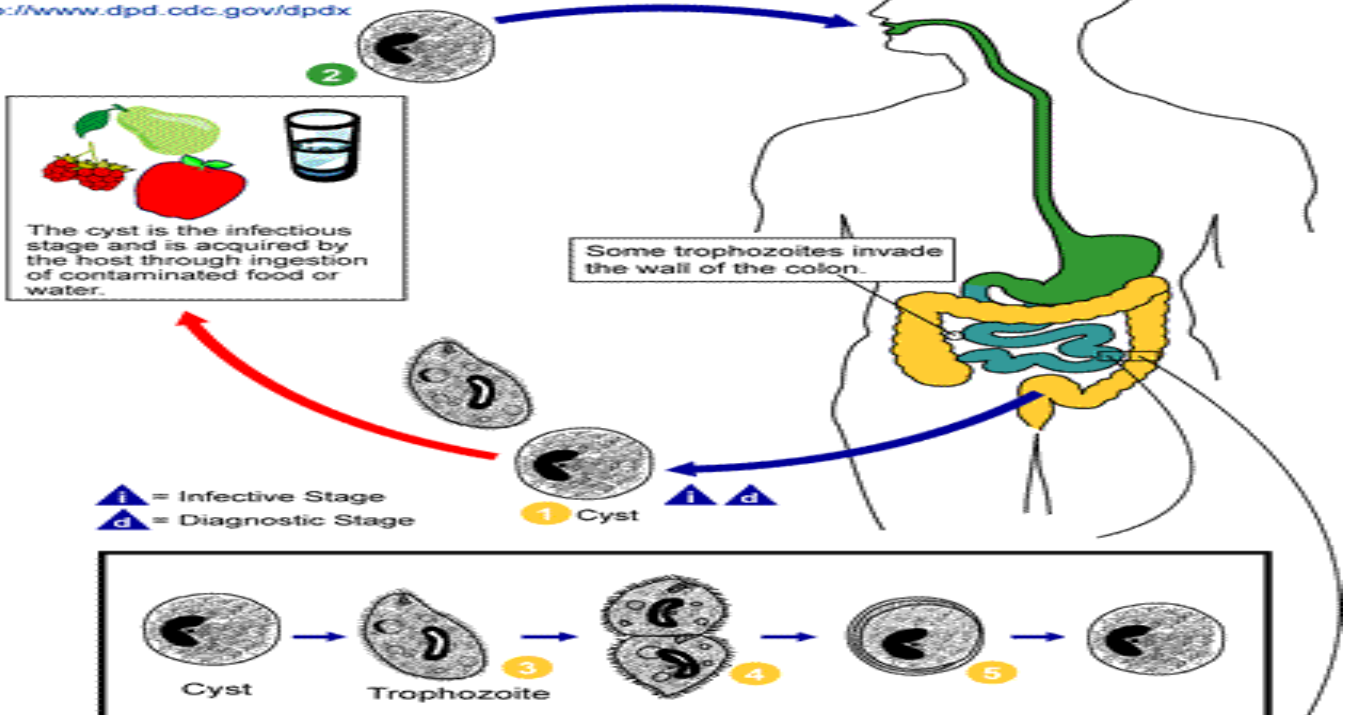 ://www.dpd.cdc.gov/dpdx
2
The cyst is the infectious
stage and is acquired by
the host through ingestion
of contaminated food or
water.
Some trophozoites invade
the wall of the colon.
i = Infective Stage
d = Diagnostic Stage
1 Cyst
i d
Cyst
Trophozoite
3
4
5